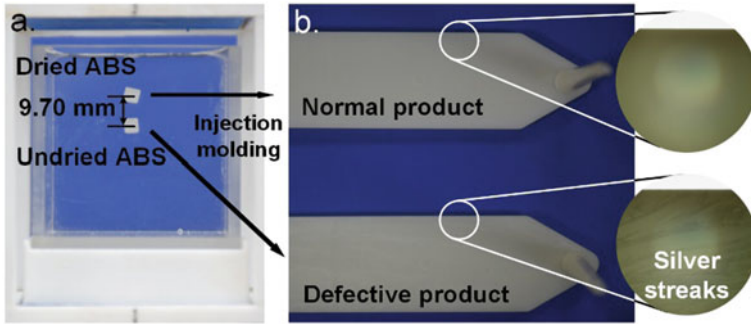 a.
Dried ABS
9.70 mm
Undried ABS
Injection
molding
b.
Normal product
Defective product
Silver
streaks